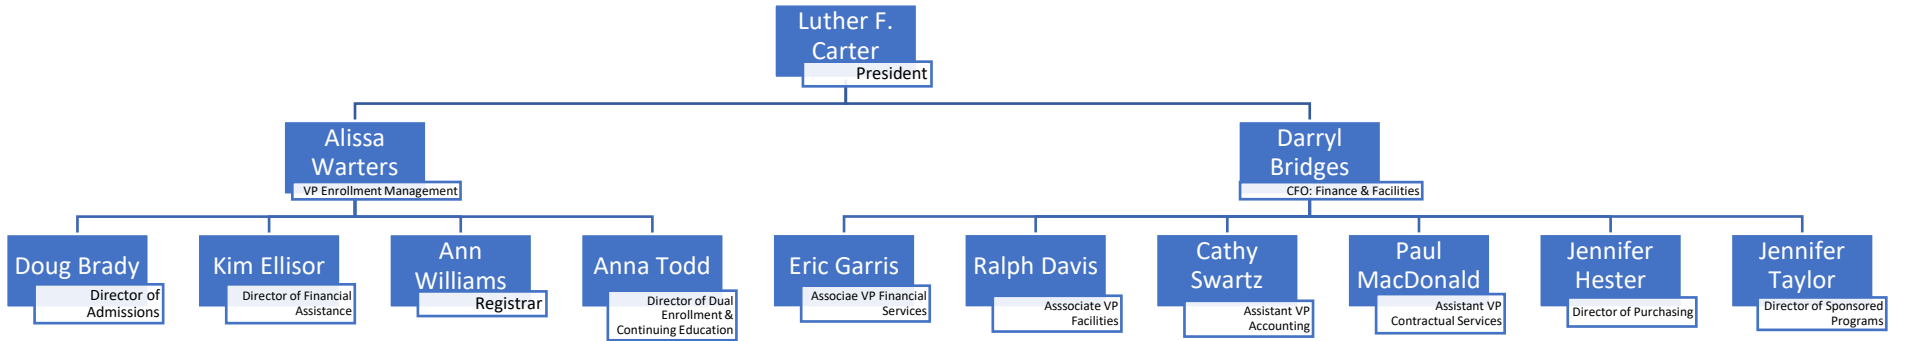 Luther F.
Carter
President
Alissa
Warters
VP Enrollment Management
Darryl
Bridges
CFO: Finance & Facilities
Doug Brady
Director of
Admissions
Kim Ellisor
Director of Financial
Assistance
Ann
Williams
Registrar
Anna Todd
Director of Dual
Enrollment &
Continuing Education
Eric Garris
Associae VP Financial
Services
Ralph Davis
Asssociate VP
Facilities
Cathy
Swartz
Assistant VP
Accounting
Paul
MacDonald
Assistant VP
Contractual Services
Jennifer
Hester
Director of Purchasing
Jennifer
Taylor
Director of Sponsored
Programs